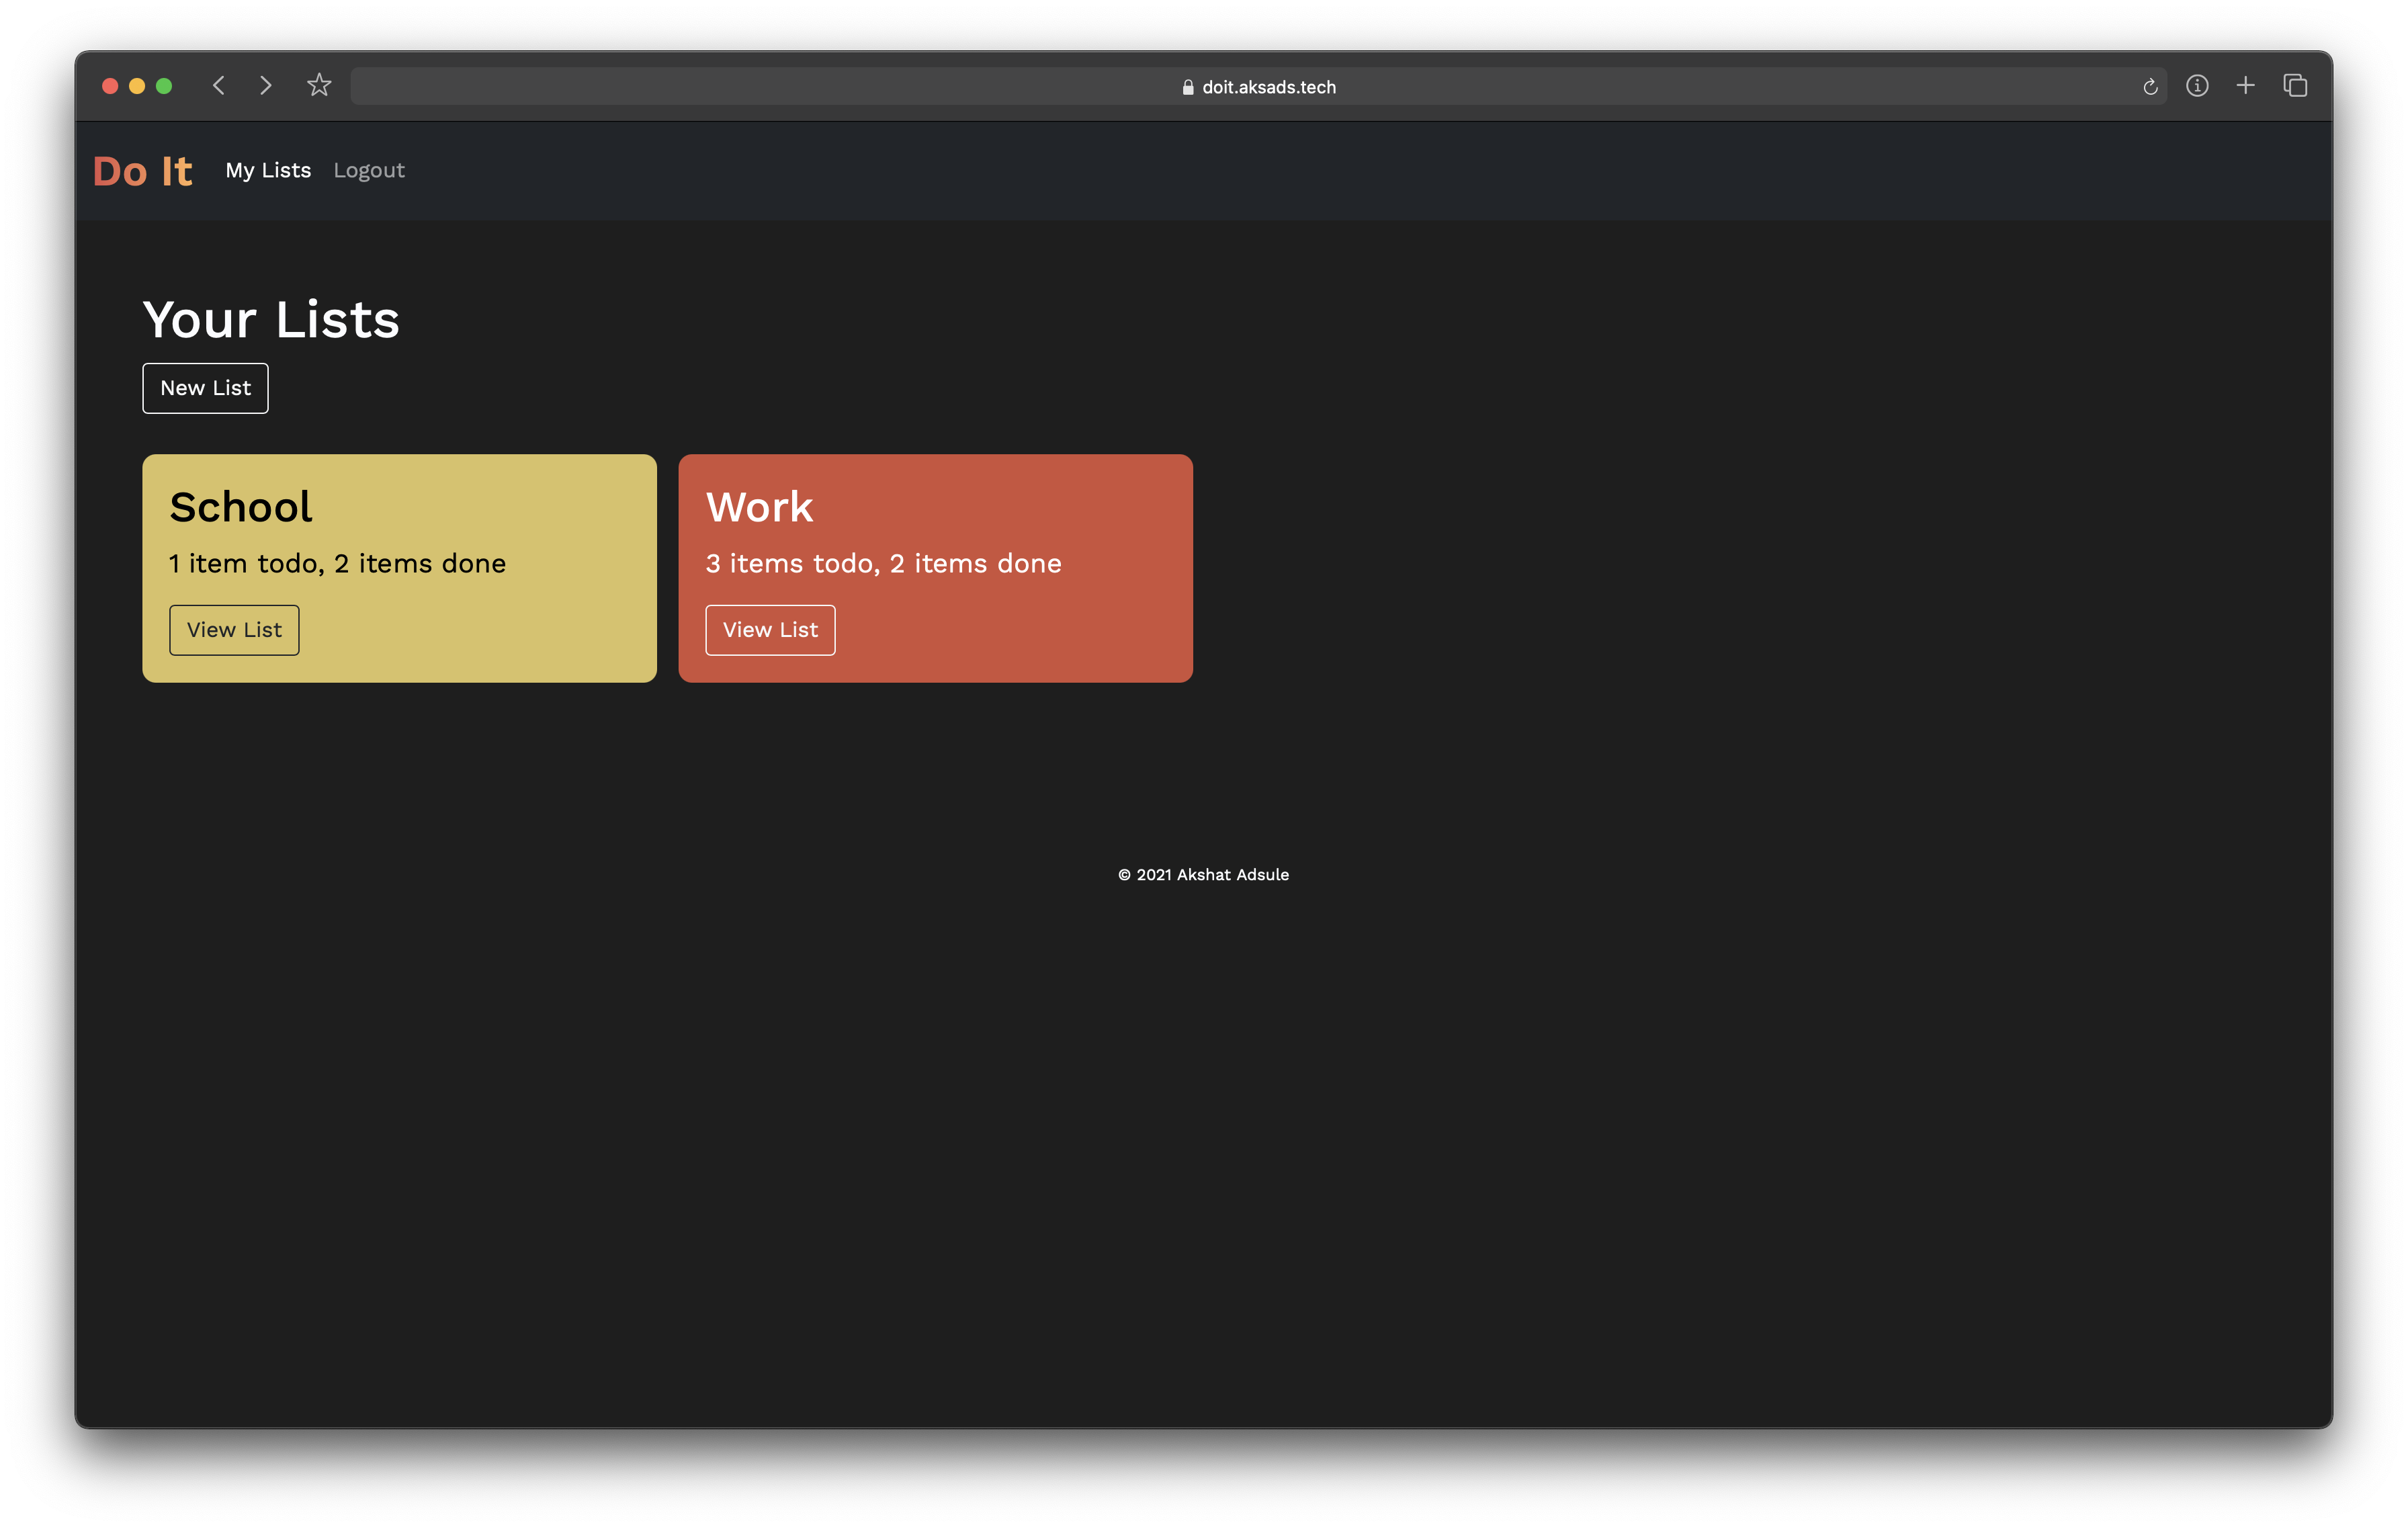 doit.aksads.tech
Do It My Lists Logout
Your Lists
New List
School
1 item todo, 2 items done
View List
Work
3 items todo, 2 items done
View List
© 2021 Akshat Adsule